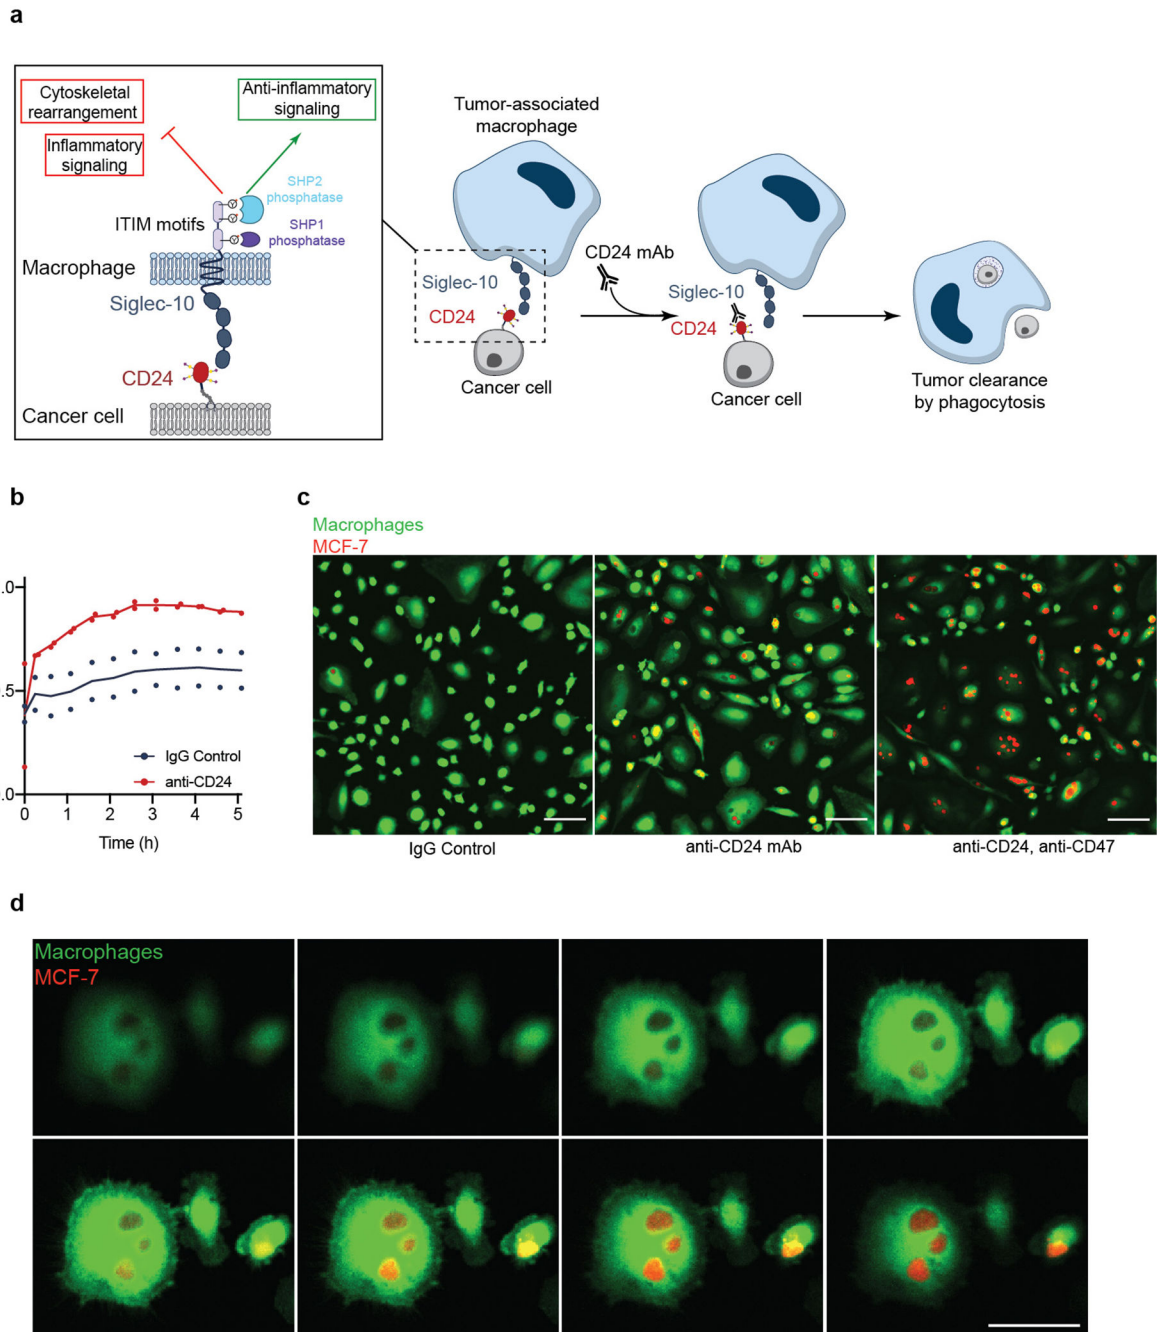 a
Cytoskeletal
rearrangement
Anti-inflammatory
signaling
Inflammatory
signaling
SHP2
phosphatase
ITIM motifs
SHP1
phosphatase
Macrophage
Siglec-10
CD24
Cancer cell
Tumor-associated
macrophage
Siglec-10
CD24
Cancer cell
CD24 mAb
Siglec-10
CD24
Cancer cell
Tumor clearance
by phagocytosis
b
.0
.5
.0
IgG Control
anti-CD24
0 1 2 3 4 5
Time (h)
c
Macrophages
MCF-7
IgG Control
anti-CD24 mAb
anti-CD24, anti-CD47
d
Macrophages
MCF-7